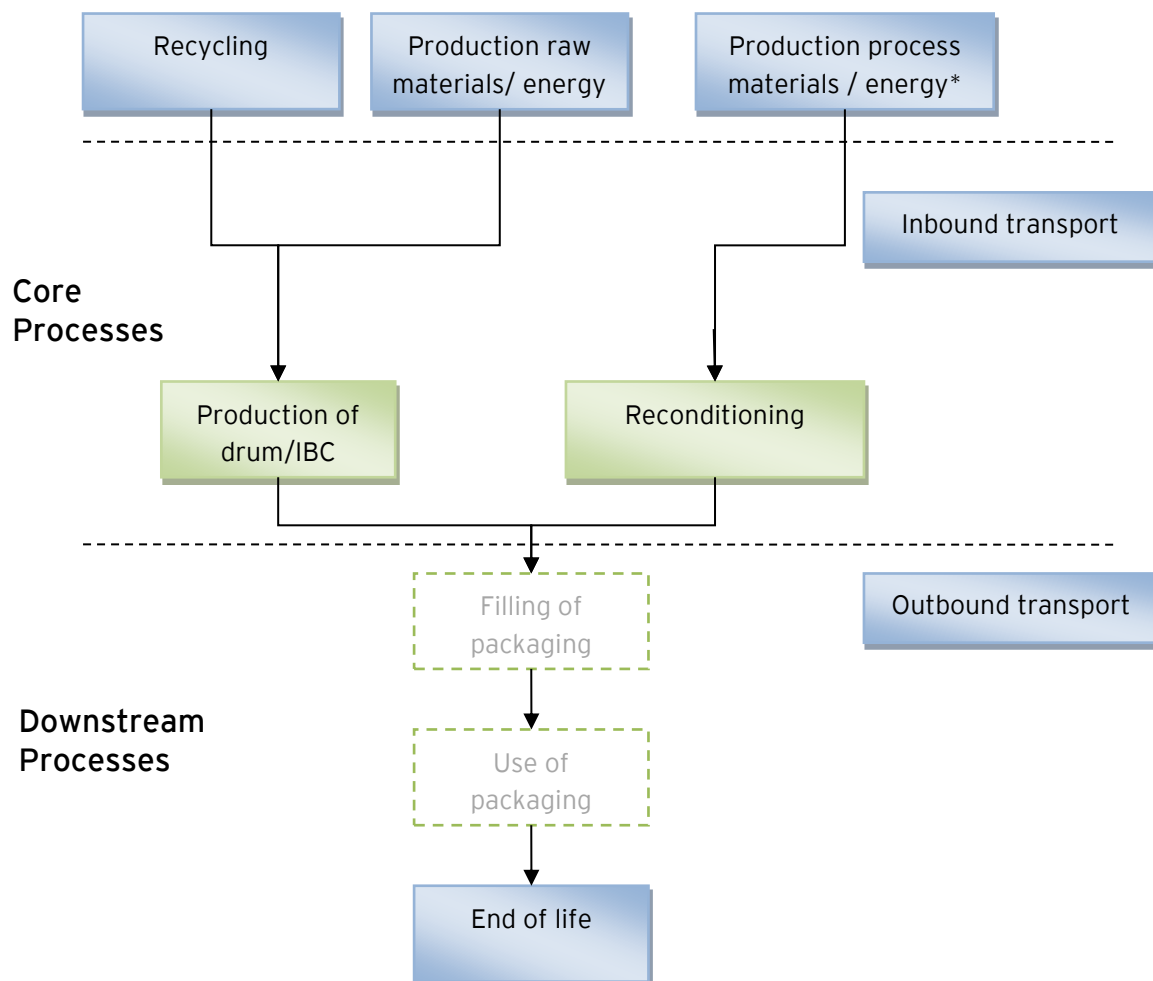 Recycling
Production raw
materials/ energy
Production process
materials / energy*
Inbound transport
Core
Processes
Production of
drum/IBC
Reconditioning
Filling of
packaging
Outbound transport
Downstream
Processes
Use of
packaging
End of life